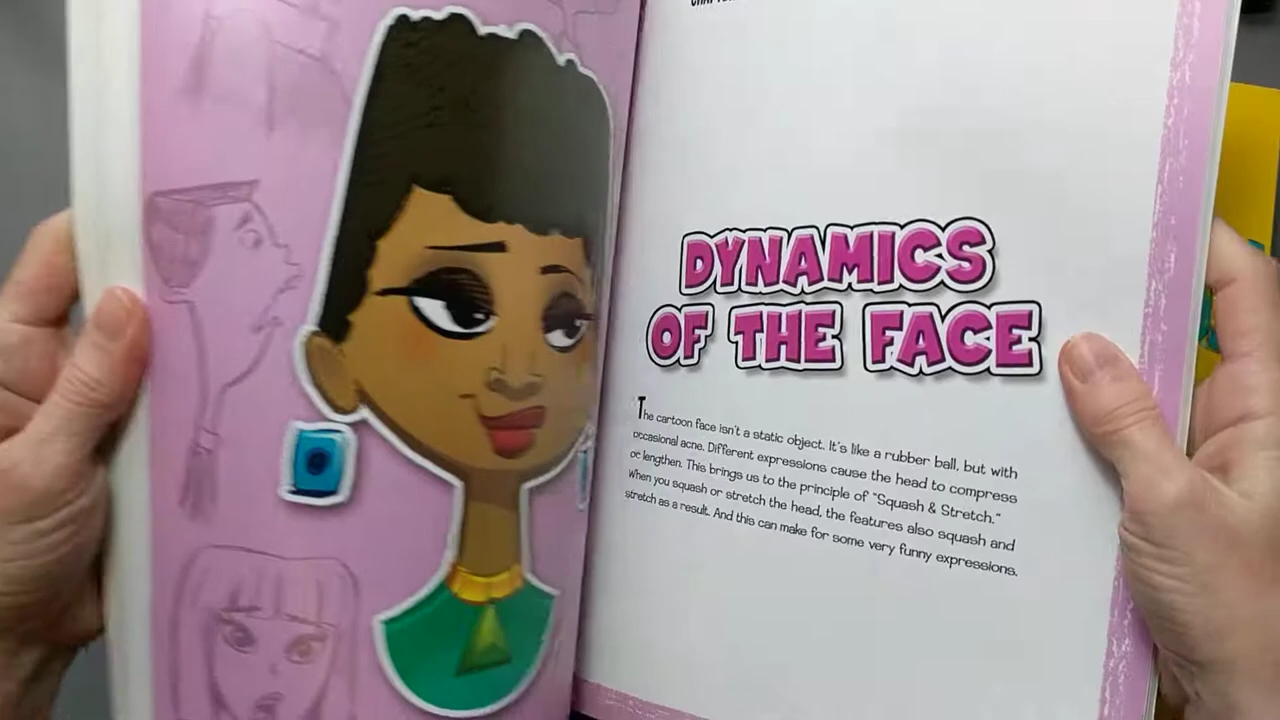 DYNAMICS
OF THE FACE
The cartoon face isn't a static object. It's like a rubber ball, but with
occasional acne. Different expressions cause the head to compress
or lengthen. This brings us to the principle of "Squash & Stretch."
When you squash or stretch the head, the features also squash and
stretch as a result. And this can make for some very funny expressions.